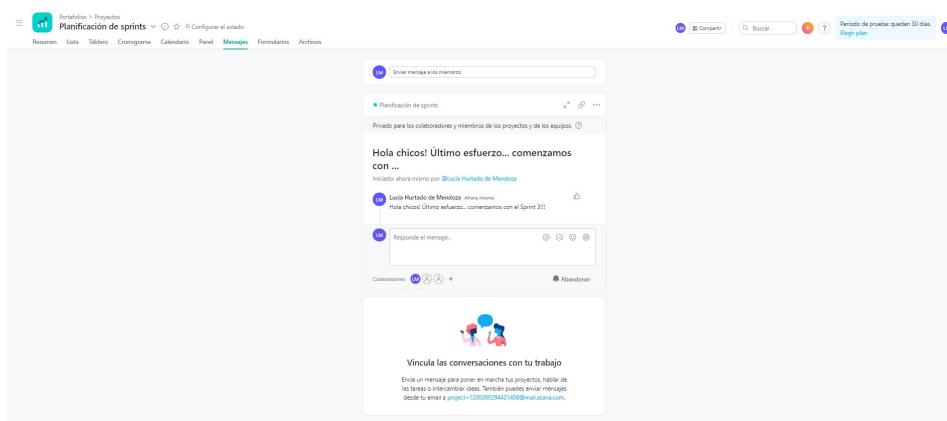 Portafolios > Proyectos
Planificación de sprints
Configurar el estado
LM
Compartir
Buscar
+
?
Período de prueba: quedan 30 días.
Elegir plan
Resumen Lista Tablero Cronograma Calendario Panel Mensajes Formularios Archivos
LM
Enviar mensaje a los miembros
Planificación de sprints
Privado para los colaboradores y miembros de los proyectos y de los equipos.
Hola chicos! Último esfuerzo... comenzamos
con ...
Iniciado: ahora mismo por @Lucía Hurtado de Mendoza
LM
Lucía Hurtado de Mendoza Ahora mismo
Hola chicos! Último esfuerzo... comenzamos con el Sprint 3!!!
LM
Responde el mensaje...
Colaboradores LM +
Abandonar
Vincula las conversaciones con tu trabajo
Envía un mensaje para poner en marcha tus proyectos, hablar de
las tareas o intercambiar ideas. También puedes enviar mensajes
desde tu email a project+1200260294431408@mail.asana.com.